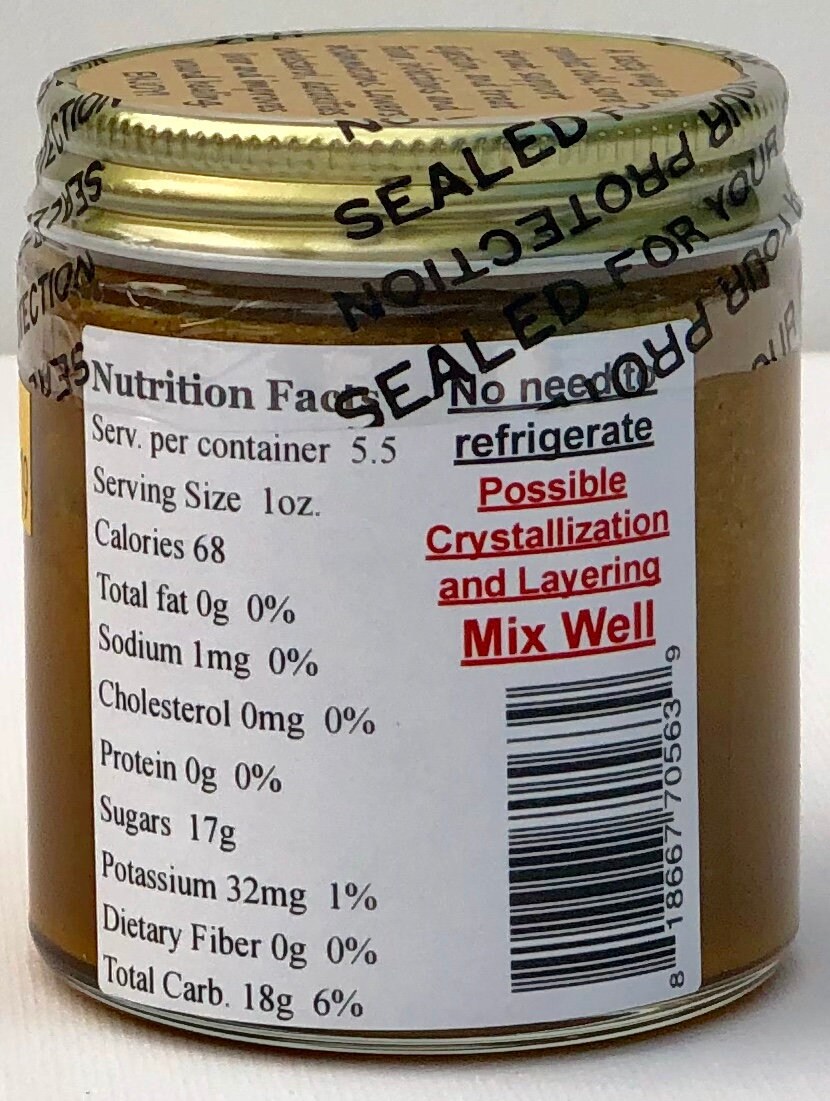 SEALED
YOUR PROTECTION
SEALED FOR YOUR
Nutrition Facts
Serv. per container 5.5
Serving Size 1oz.
Calories 68
Total fat 0g 0%
Sodium 1mg 0%
Cholesterol 0mg 0%
Protein 0g 0%
Sugars 17g
Potassium 32mg 1%
Dietary Fiber 0g 0%
Total Carb. 18g 6%
No need to
refrigerate
Possible
Crystallization
and Layering
Mix Well
8 18667 70563 9